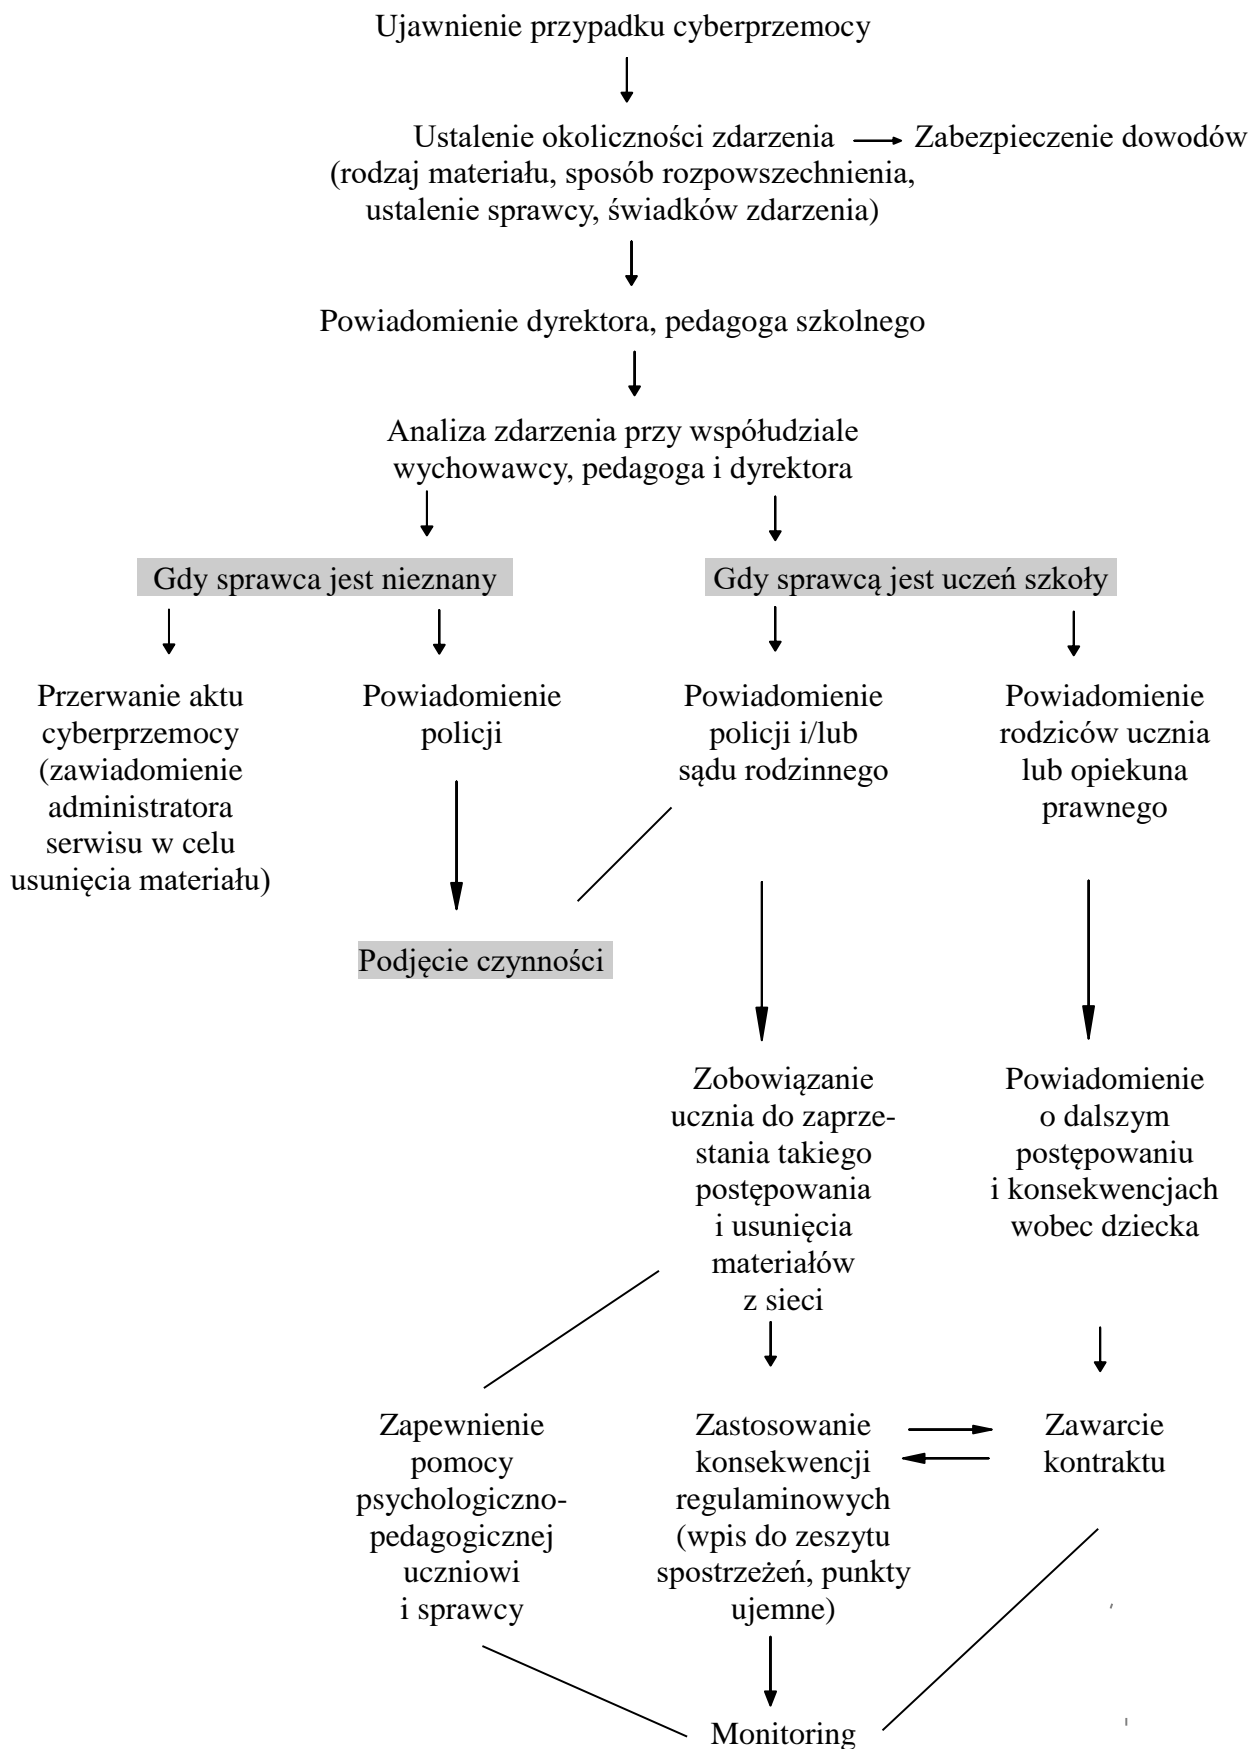 Ujawnienie przypadku cyberprzemocy
Ustalenie okoliczności zdarzenia
Zabezpieczenie dowodów
(rodzaj materiału, sposób rozpowszechnienia,
ustalenie sprawcy, świadków zdarzenia)
Powiadomienie dyrektora, pedagoga szkolnego
Analiza zdarzenia przy współudziale
wychowawcy, pedagoga i dyrektora
Gdy sprawca jest nieznany
Gdy sprawcą jest uczeń szkoły
Przerwanie aktu
cyberprzemocy
(zawiadomienie
administratora
serwisu w celu
usunięcia materiału)
Powiadomienie
policji
Powiadomienie
policji i/lub
sądu rodzinnego
Powiadomienie
rodziców ucznia
lub opiekuna
prawnego
Podjęcie czynności
Zobowiązanie
ucznia do zaprze-
stania takiego
postępowania
i usunięcia
materiałów
z sieci
Powiadomienie
o dalszym
postępowaniu
i konsekwencjach
wobec dziecka
Zapewnienie
pomocy
psychologiczno-
pedagogicznej
uczniowi
i sprawcy
Zastosowanie
konsekwencji
regulaminowych
(wpis do zeszytu
spostrzeżeń, punkty
ujemne)
Zawarcie
kontraktu
Monitoring